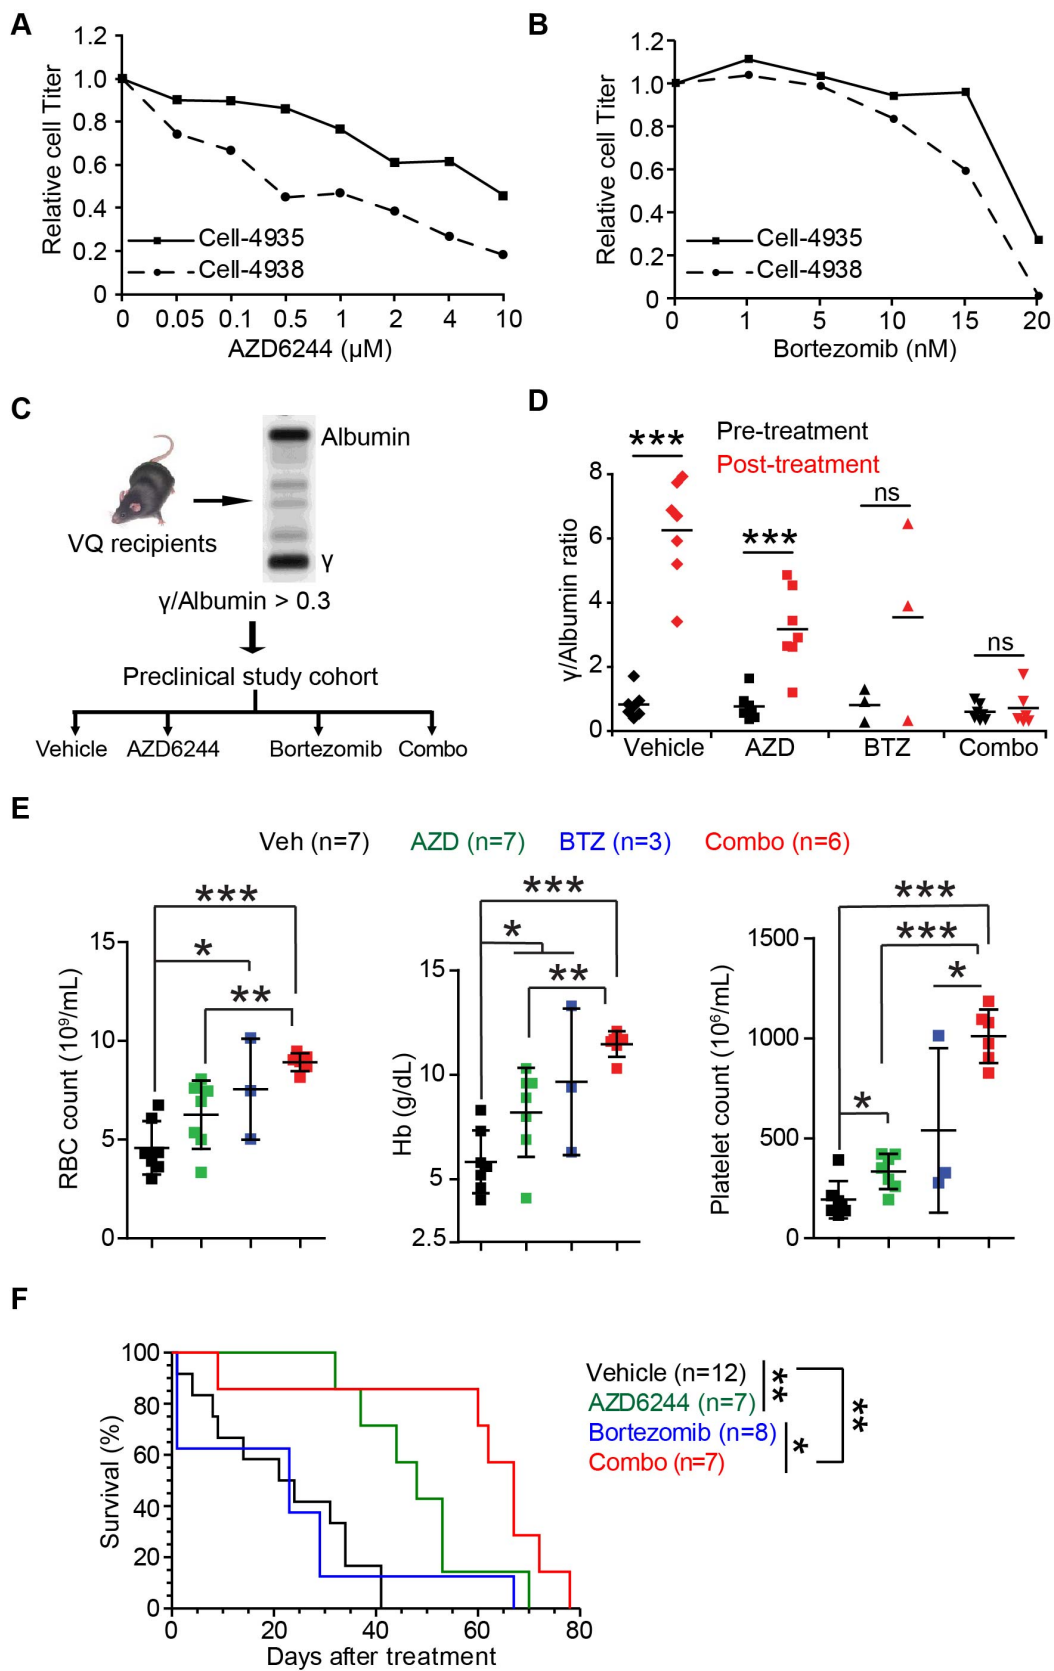 A
1.2
1.0
0.8
0.6
0.4
0.2
0
Relative cell Titer
Cell-4935
Cell-4938
0 0.05 0.1 0.5 1 2 4 10
AZD6244 (µM)
B
1.2
1.0
0.8
0.6
0.4
0.2
0
Relative cell Titer
Cell-4935
Cell-4938
0 1 5 10 15 20
Bortezomib (nM)
C
Albumin
VQ recipients
γ
γ/Albumin > 0.3
Preclinical study cohort
Vehicle AZD6244 Bortezomib Combo
D
Pre-treatment
Post-treatment
***
***
ns
ns
8
6
4
2
0
γ/Albumin ratio
Vehicle AZD BTZ Combo
E
Veh (n=7) AZD (n=7) BTZ (n=3) Combo (n=6)
***
*
**
15
10
5
0
RBC count (10⁹/mL)
***
*
**
15
10
5
2.5
Hb (g/dL)
***
***
*
*
1500
1000
500
0
Platelet count (10⁶/mL)
F
100
80
60
40
20
0
Survival (%)
0 20 40 60 80
Days after treatment
Vehicle (n=12)
AZD6244 (n=7)
Bortezomib (n=8)
Combo (n=7)
**
*
**